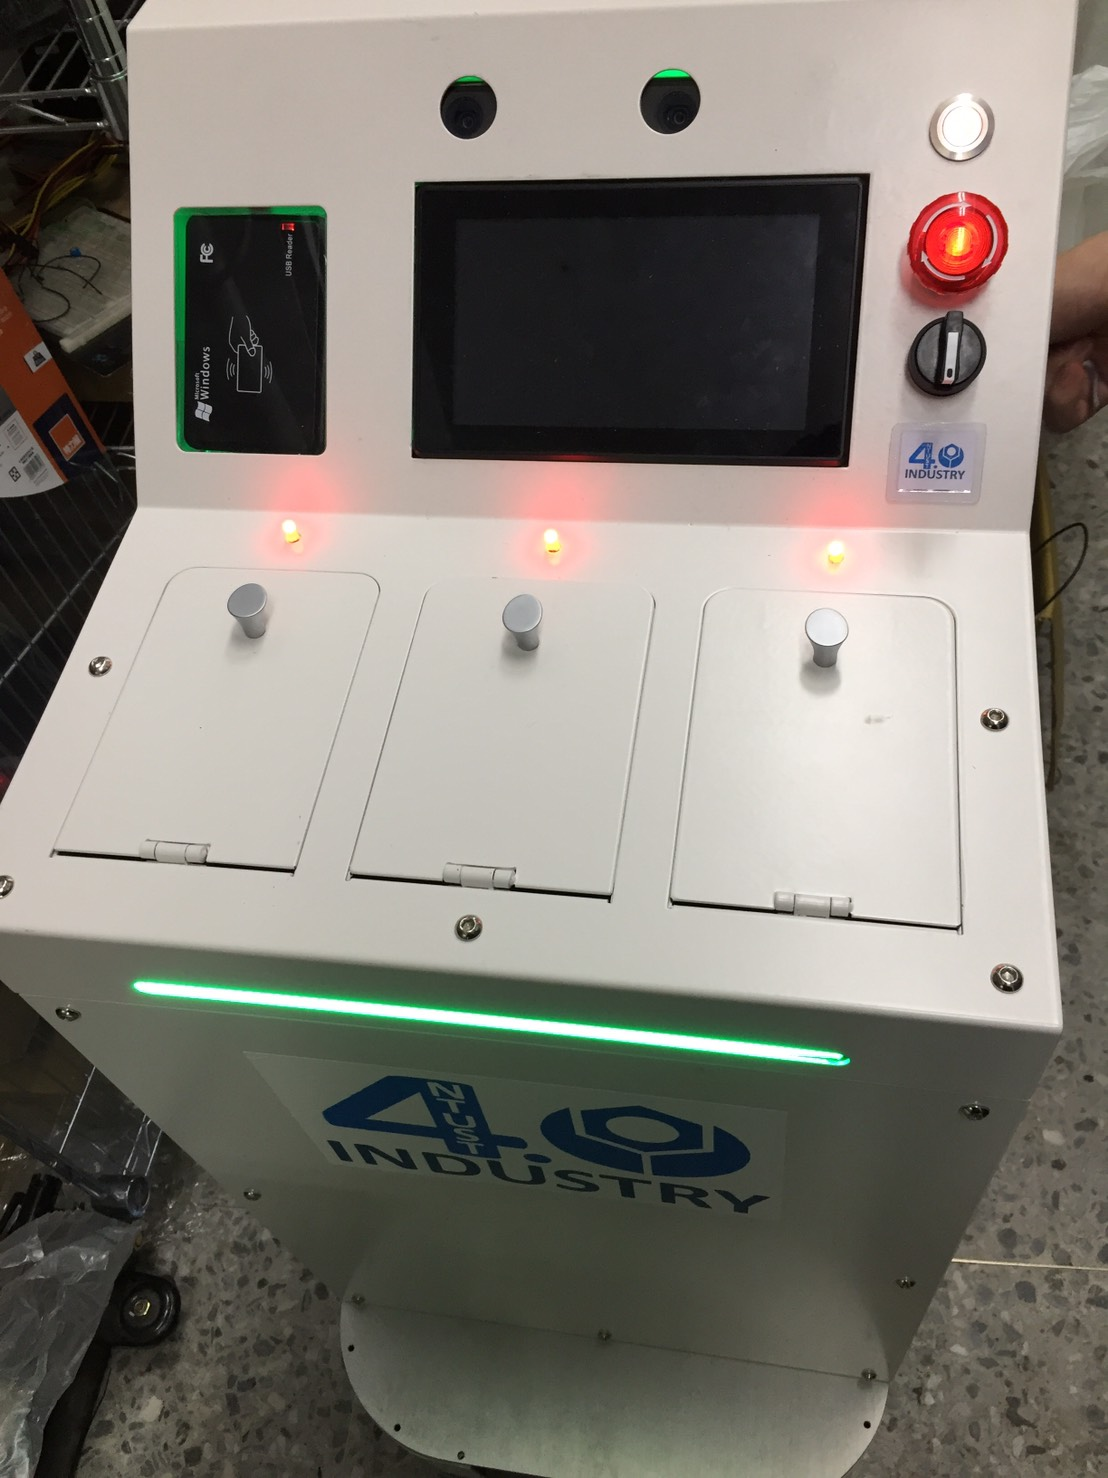 FC
USB Reader
Microsoft
Windows
4.0
INDUSTRY
4.0
NTUST
INDUSTRY